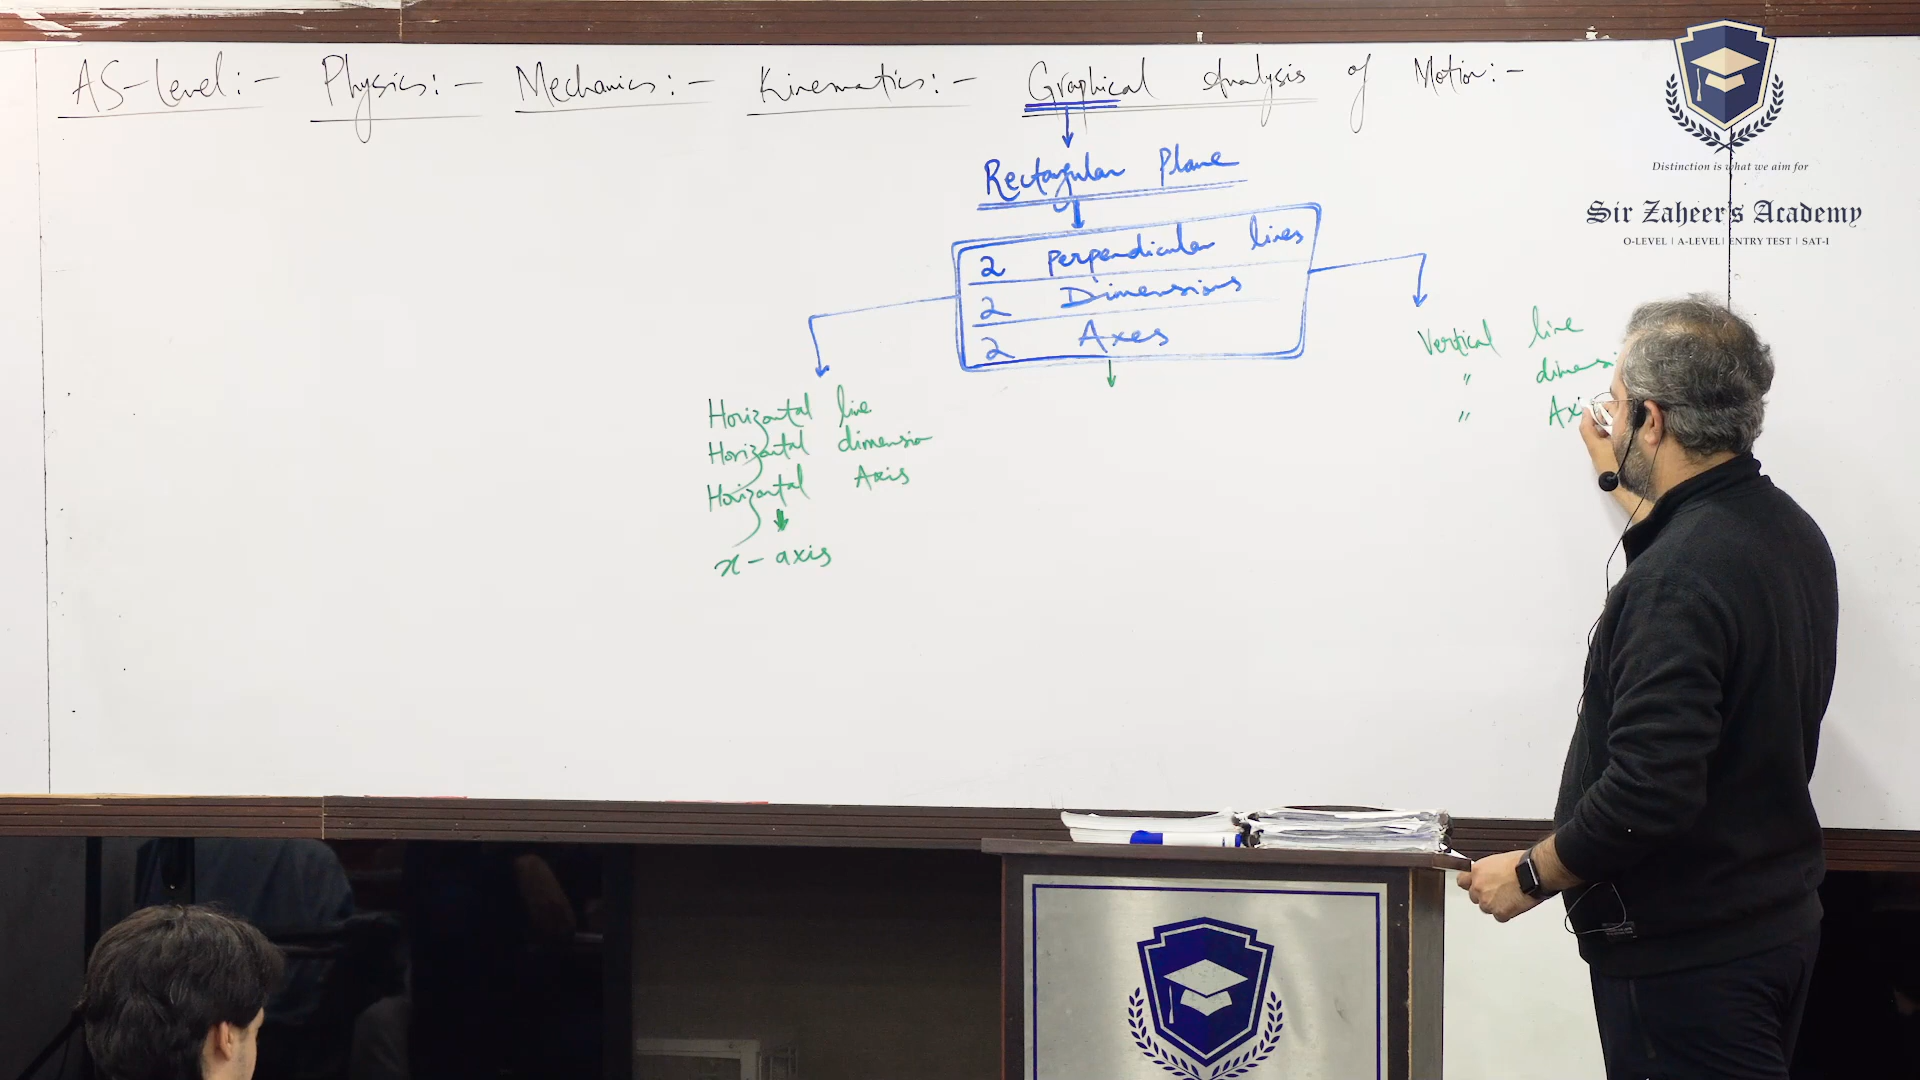 AS-Level:- Physics:- Mechanics:- Kinematics:- Graphical Analysis of Motion:-
Rectangular Plane
2 Perpendicular lines
2 Dimensions
2 Axes
Horizontal line
Horizontal dimension
Horizontal Axis
x-axis
Vertical line
" dimensi
" Axi
Distinction is what we aim for
Sir Zaheer's Academy
O-LEVEL | A-LEVEL | ENTRY TEST | SAT-I